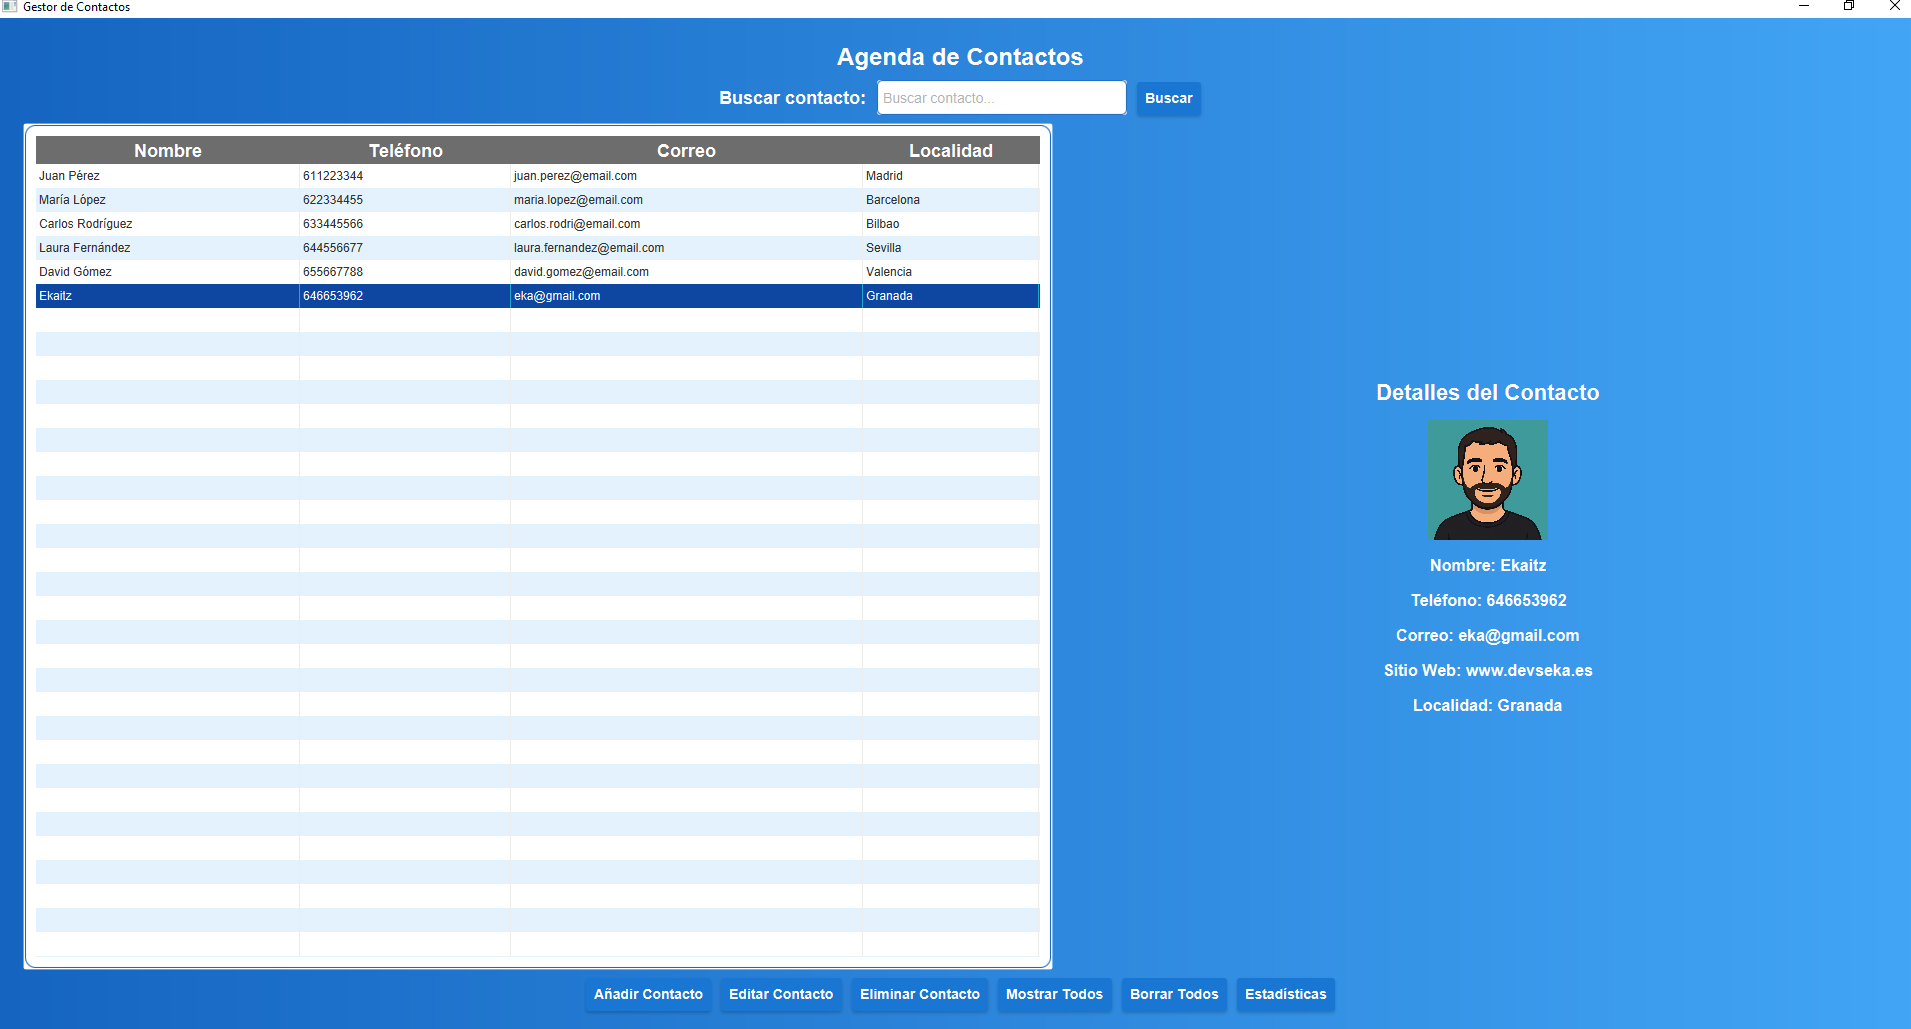 Gestor de Contactos
Agenda de Contactos
Buscar contacto: Buscar contacto... Buscar
Nombre Teléfono Correo Localidad
Juan Pérez 611223344 juan.perez@email.com Madrid
María López 622334455 maria.lopez@email.com Barcelona
Carlos Rodríguez 633445566 carlos.rodri@email.com Bilbao
Laura Fernández 644556677 laura.fernandez@email.com Sevilla
David Gómez 655667788 david.gomez@email.com Valencia
Ekaitz 646653962 eka@gmail.com Granada
Detalles del Contacto
Nombre: Ekaitz
Teléfono: 646653962
Correo: eka@gmail.com
Sitio Web: www.devseka.es
Localidad: Granada
Añadir Contacto Editar Contacto Eliminar Contacto Mostrar Todos Borrar Todos Estadísticas